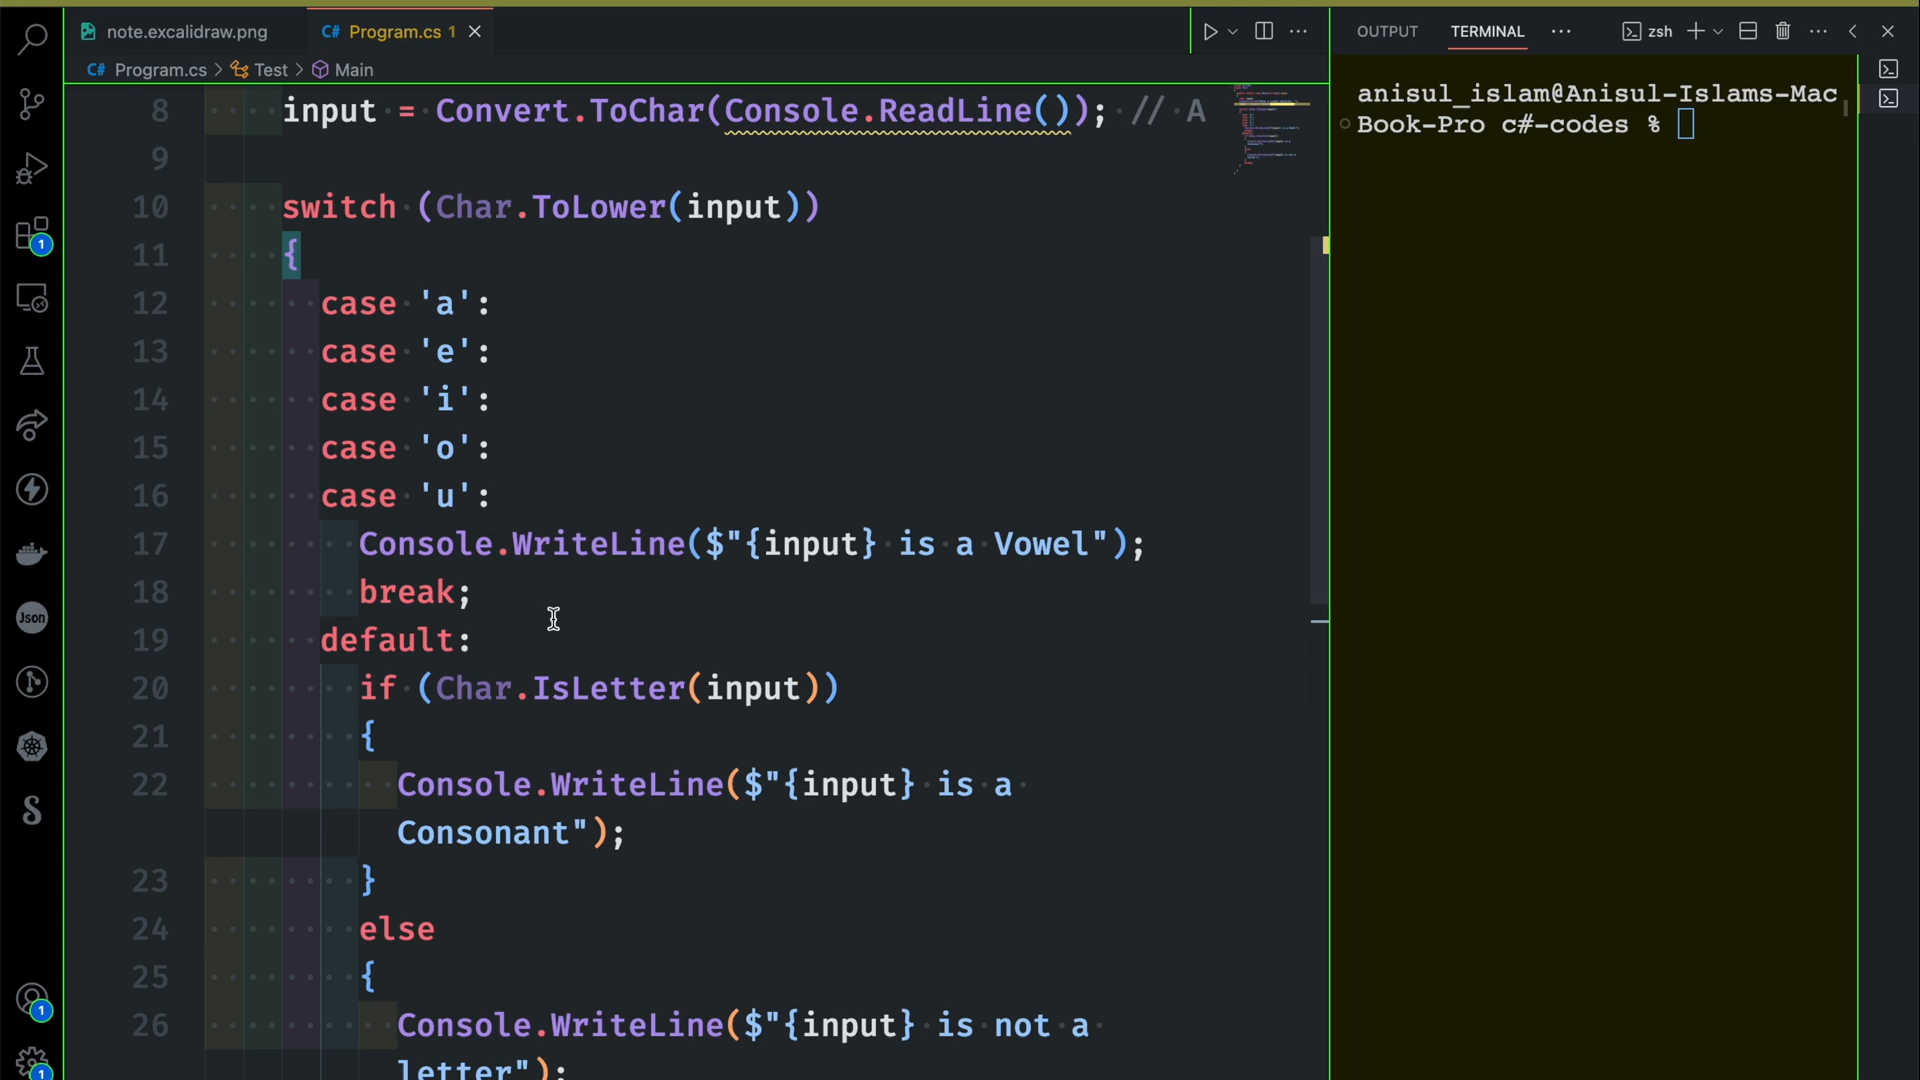 note.excalidraw.png
C# Program.cs 1
OUTPUT TERMINAL
zsh
C# Program.cs > Test > Main
anisul_islam@Anisul-Islams-Mac
Book-Pro c#-codes %
8 input = Convert.ToChar(Console.ReadLine()); // A
9
10 switch (Char.ToLower(input))
11 {
12 case 'a':
13 case 'e':
14 case 'i':
15 case 'o':
16 case 'u':
17 Console.WriteLine($"{input} is a Vowel");
18 break;
19 default:
20 if (Char.IsLetter(input))
21 {
22 Console.WriteLine($"{input} is a
Consonant");
23 }
24 else
25 {
26 Console.WriteLine($"{input} is not a
letter");
1
Json
1
1